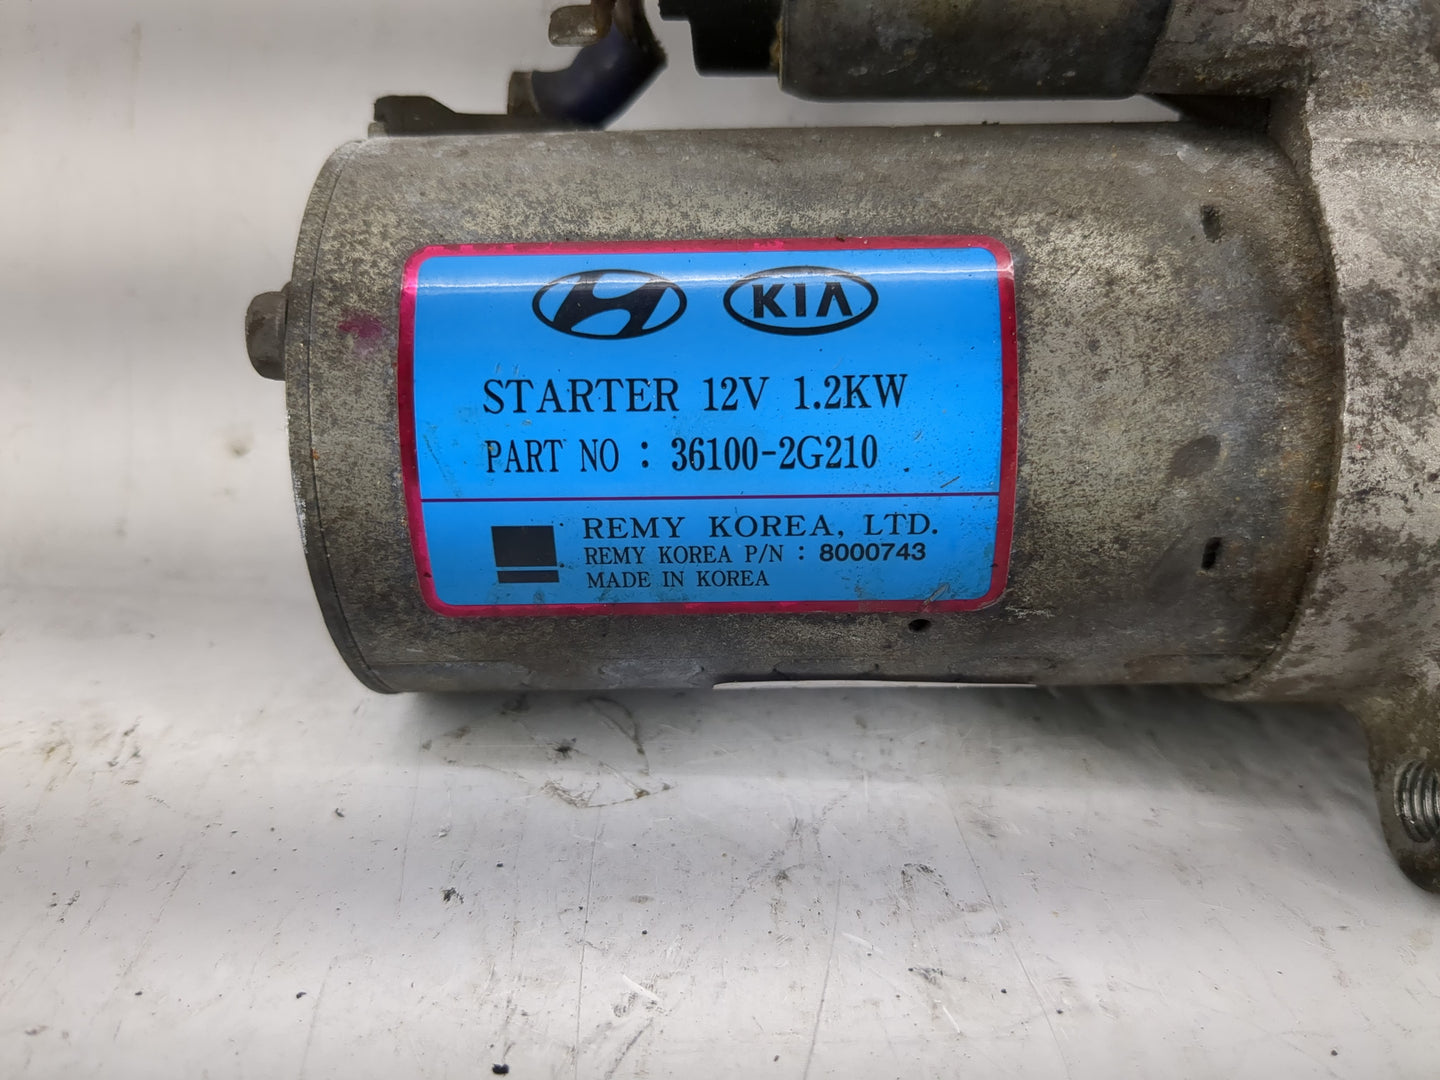 KIA
STARTER 12V 1.2KW
PART NO : 36100-2G210
REMY KOREA, LTD.
REMY KOREA P/N : 8000743
MADE IN KOREA